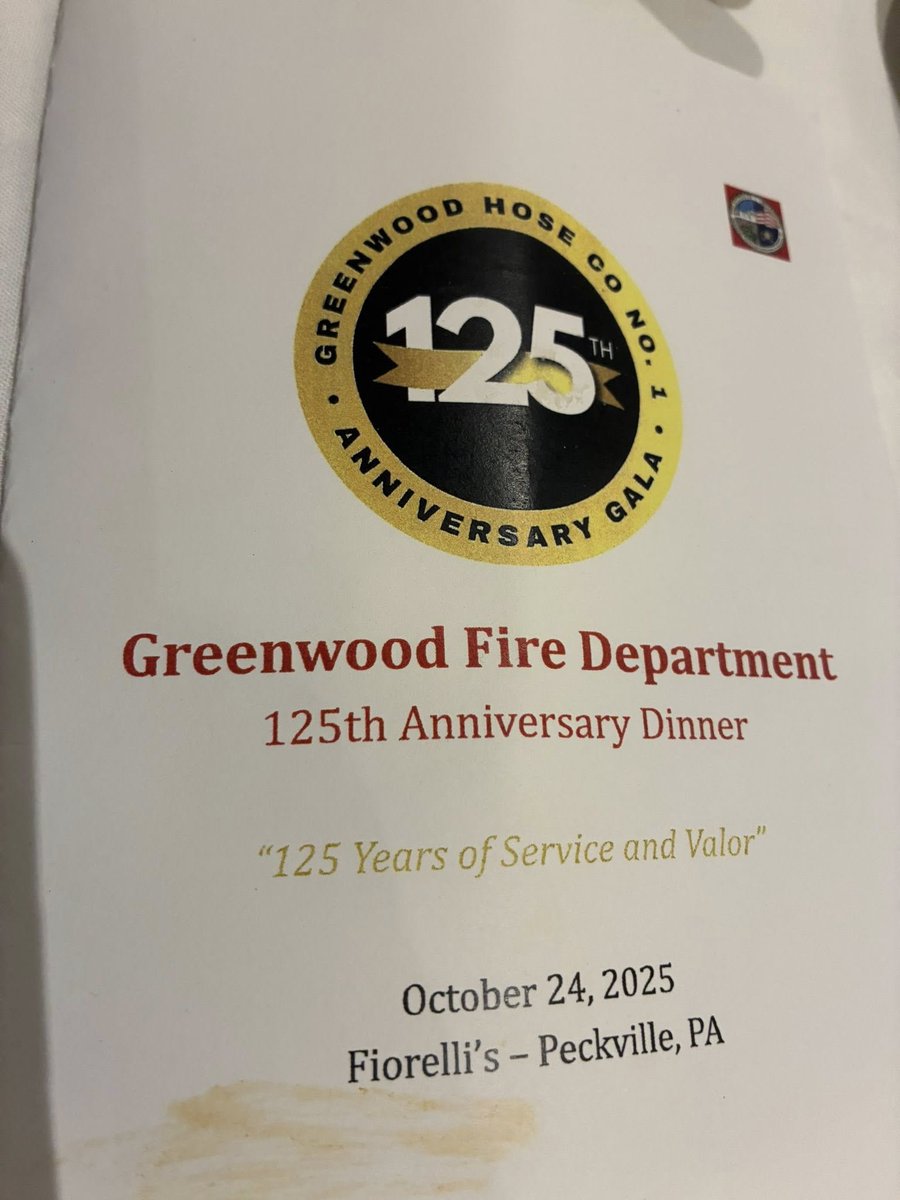 GREENWOOD HOSE CO NO. 1
125TH
ANNIVERSARY GALA
Greenwood Fire Department
125th Anniversary Dinner
“125 Years of Service and Valor”
October 24, 2025
Fiorelli’s – Peckville, PA